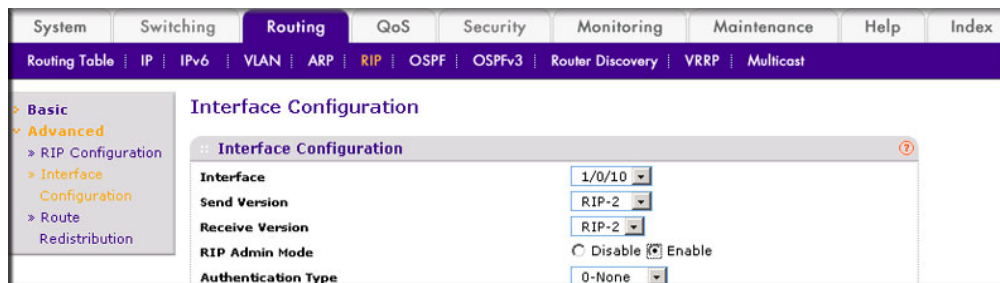 System Switching Routing QoS Security Monitoring Maintenance Help Index
Routing Table IP IPv6 VLAN ARP RIP OSPF OSPFv3 Router Discovery VRRP Multicast
Basic
Advanced
» RIP Configuration
» Interface
Configuration
» Route
Redistribution
Interface Configuration
Interface Configuration ?
Interface 1/0/10
Send Version RIP-2
Receive Version RIP-2
RIP Admin Mode Disable Enable
Authentication Type 0-None